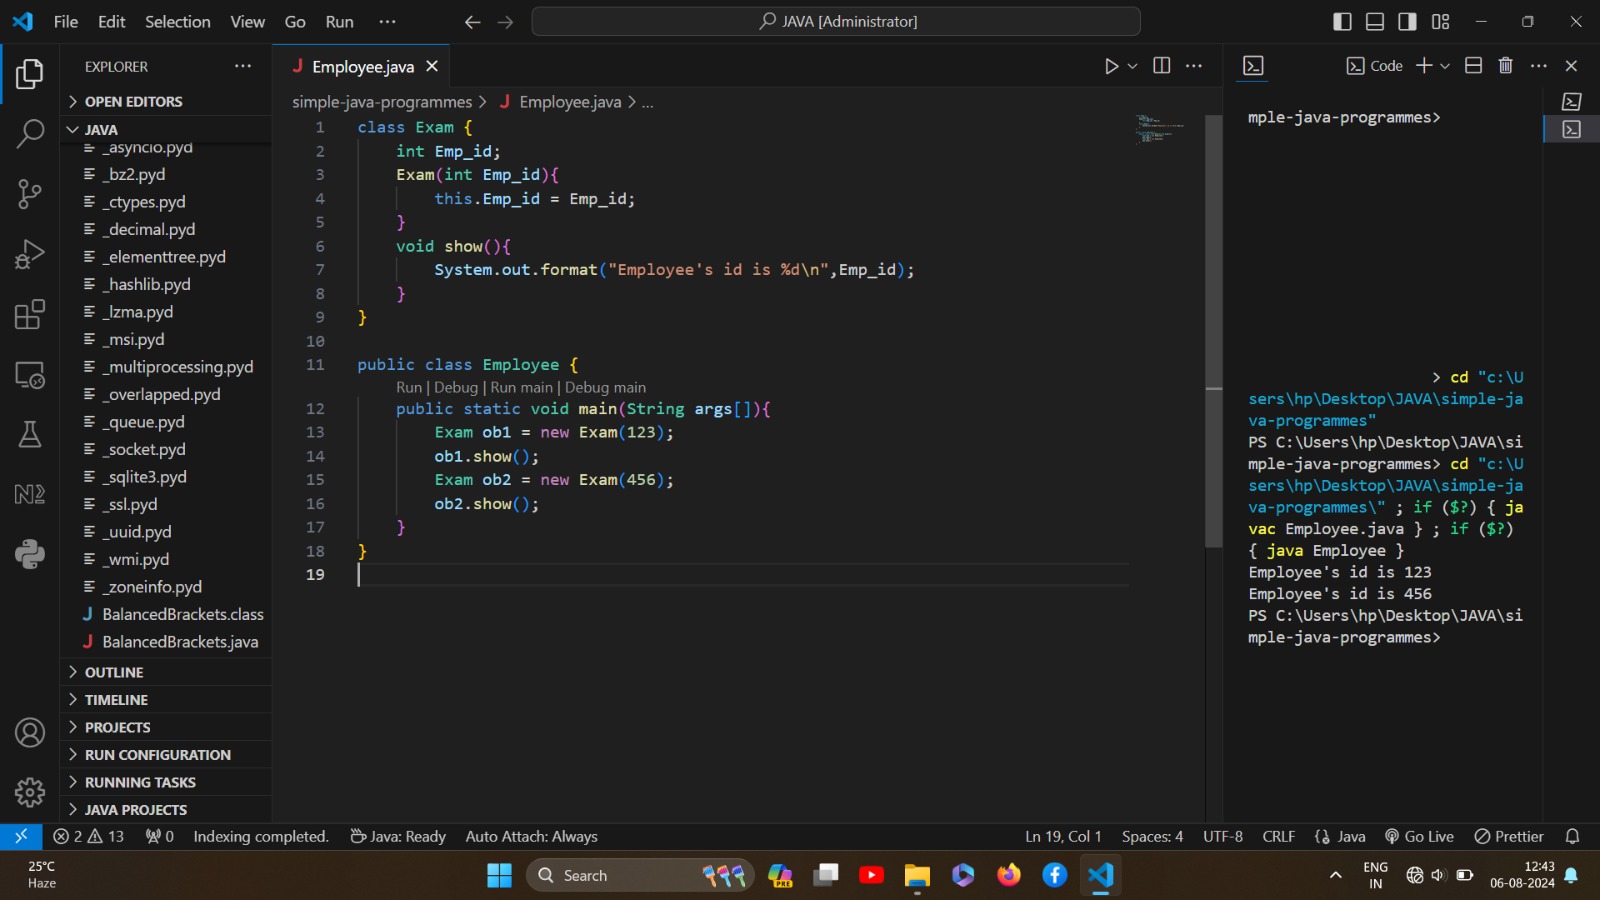 File Edit Selection View Go Run ···
JAVA [Administrator]
EXPLORER ···
OPEN EDITORS
JAVA
_asyncio.pyd
_bz2.pyd
_ctypes.pyd
_decimal.pyd
_elementtree.pyd
_hashlib.pyd
_lzma.pyd
_msi.pyd
_multiprocessing.pyd
_overlapped.pyd
_queue.pyd
_socket.pyd
_sqlite3.pyd
_ssl.pyd
_uuid.pyd
_wmi.pyd
_zoneinfo.pyd
J BalancedBrackets.class
J BalancedBrackets.java
OUTLINE
TIMELINE
PROJECTS
RUN CONFIGURATION
RUNNING TASKS
JAVA PROJECTS
J Employee.java
simple-java-programmes > J Employee.java > ...
1 class Exam {
2 int Emp_id;
3 Exam(int Emp_id){
4 this.Emp_id = Emp_id;
5 }
6 void show(){
7 System.out.format("Employee's id is %d\n",Emp_id);
8 }
9 }
10
11 public class Employee {
Run | Debug | Run main | Debug main
12 public static void main(String args[]){
13 Exam ob1 = new Exam(123);
14 ob1.show();
15 Exam ob2 = new Exam(456);
16 ob2.show();
17 }
18 }
19
Code
mple-java-programmes>
> cd "c:\U
sers\hp\Desktop\JAVA\simple-ja
va-programmes"
PS C:\Users\hp\Desktop\JAVA\si
mple-java-programmes> cd "c:\U
sers\hp\Desktop\JAVA\simple-ja
va-programmes\" ; if ($?) { ja
vac Employee.java } ; if ($?)
{ java Employee }
Employee's id is 123
Employee's id is 456
PS C:\Users\hp\Desktop\JAVA\si
mple-java-programmes>
2 13 0 Indexing completed. Java: Ready Auto Attach: Always Ln 19, Col 1 Spaces: 4 UTF-8 CRLF {} Java Go Live Prettier
25°C
Haze
Search
PRE
ENG
IN
12:43
06-08-2024